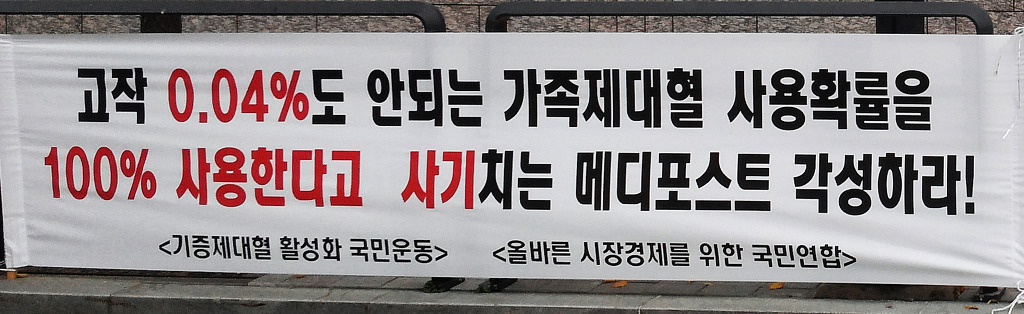 고작 0.04%도 안되는 가족제대혈 사용확률을
100% 사용한다고 사기치는 메디포스트 각성하라!
<기증제대혈 활성화 국민운동> <올바른 시장경제를 위한 국민연합>